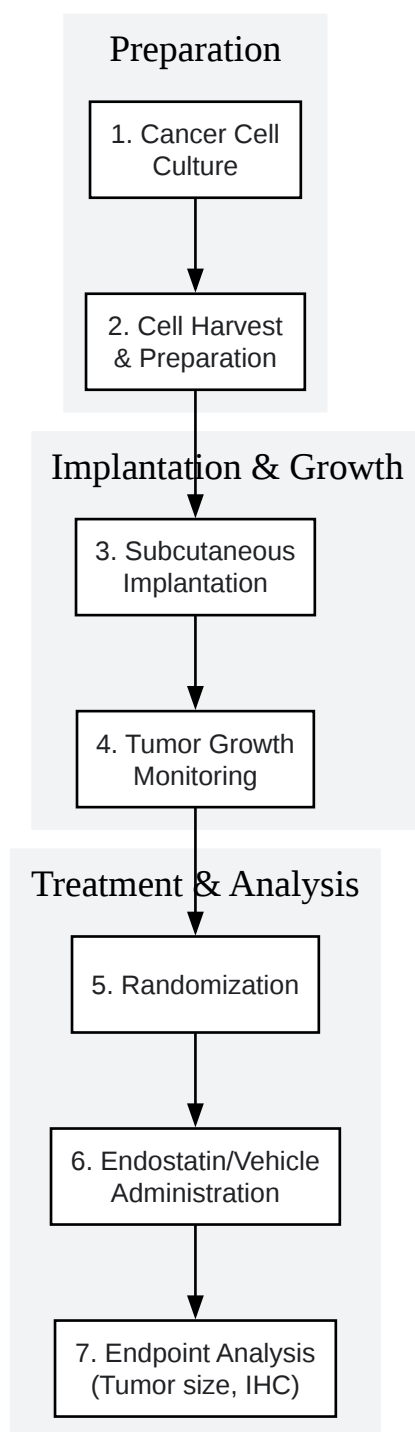 Preparation
1. Cancer Cell
Culture
2. Cell Harvest
& Preparation
Implantation & Growth
3. Subcutaneous
Implantation
4. Tumor Growth
Monitoring
Treatment & Analysis
5. Randomization
6. Endostatin/Vehicle
Administration
7. Endpoint Analysis
(Tumor size, IHC)